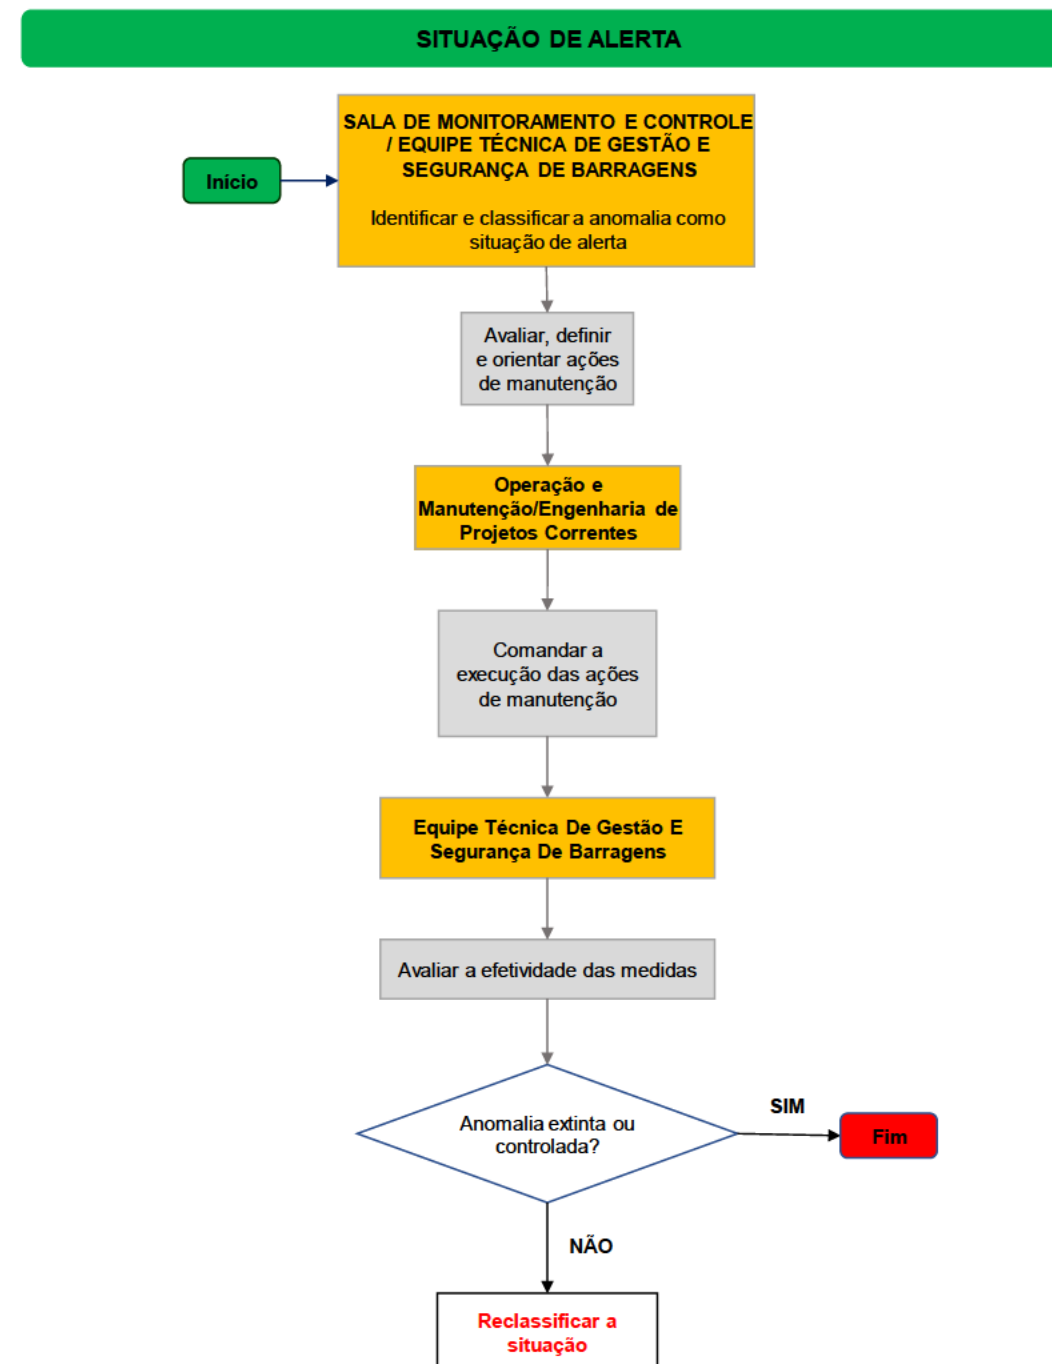 SITUAÇÃO DE ALERTA
SALA DE MONITORAMENTO E CONTROLE
/ EQUIPE TÉCNICA DE GESTÃO E
SEGURANÇA DE BARRAGENS
Início
Identificar e classificar a anomalia como
situação de alerta
Avaliar, definir
e orientar ações
de manutenção
Operação e
Manutenção/Engenharia de
Projetos Correntes
Comandar a
execução das ações
de manutenção
Equipe Técnica De Gestão E
Segurança De Barragens
Avaliar a efetividade das medidas
Anomalia extinta ou
controlada?
SIM
Fim
NÃO
Reclassificar a
situação